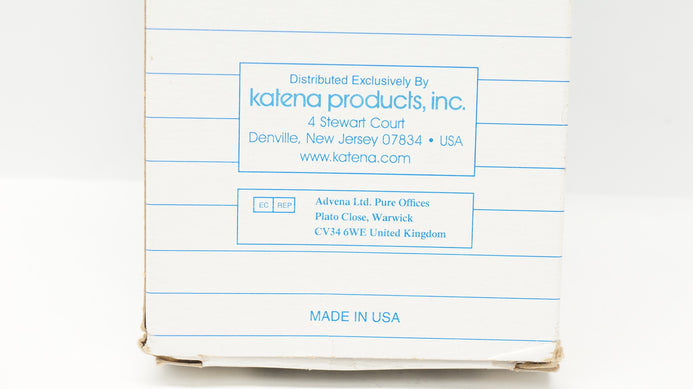 Distributed Exclusively By
katena products, inc.
4 Stewart Court
Denville, New Jersey 07834 • USA
www.katena.com
EC REP
Advena Ltd. Pure Offices
Plato Close, Warwick
CV34 6WE United Kingdom
MADE IN USA